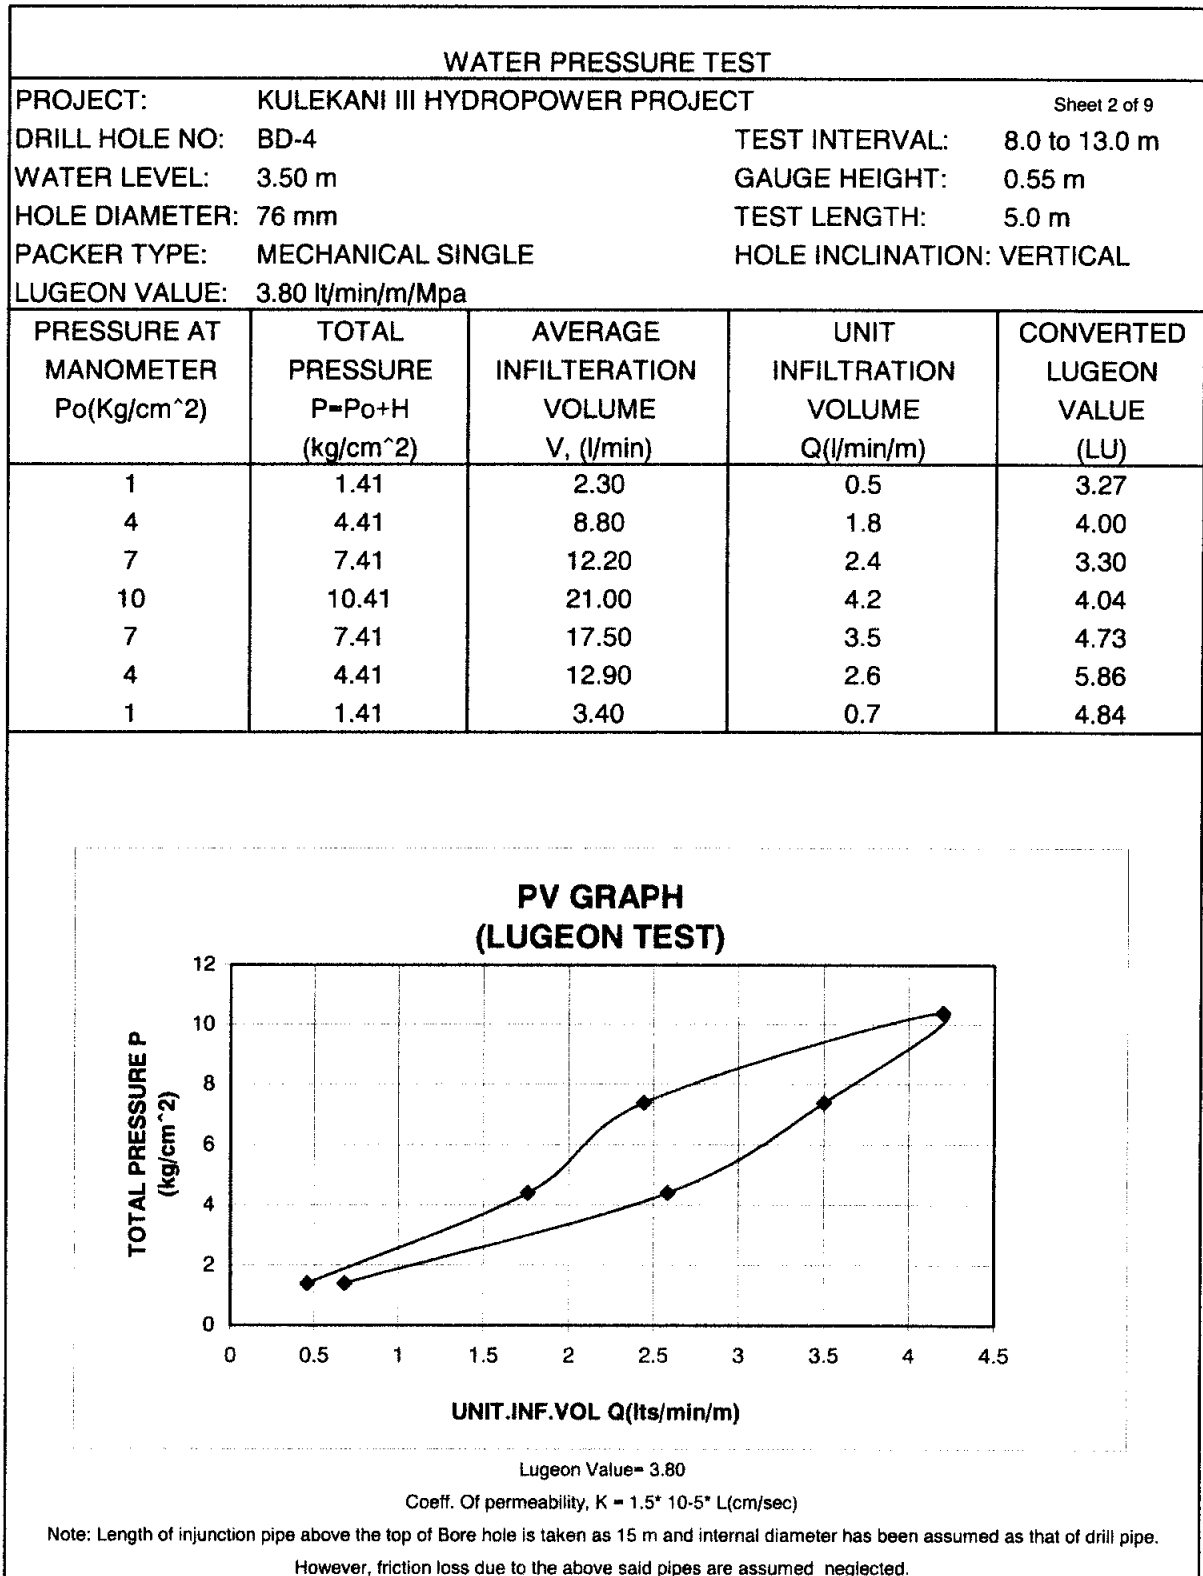 WATER PRESSURE TEST
PROJECT: KULEKANI III HYDROPOWER PROJECT Sheet 2 of 9
DRILL HOLE NO: BD-4 TEST INTERVAL: 8.0 to 13.0 m
WATER LEVEL: 3.50 m GAUGE HEIGHT: 0.55 m
HOLE DIAMETER: 76 mm TEST LENGTH: 5.0 m
PACKER TYPE: MECHANICAL SINGLE HOLE INCLINATION: VERTICAL
LUGEON VALUE: 3.80 lt/min/m/Mpa
PRESSURE AT TOTAL AVERAGE UNIT CONVERTED
MANOMETER PRESSURE INFILTERATION INFILTRATION LUGEON
Po(Kg/cm^2) P=Po+H VOLUME VOLUME VALUE
(kg/cm^2) V, (l/min) Q(l/min/m) (LU)
1 1.41 2.30 0.5 3.27
4 4.41 8.80 1.8 4.00
7 7.41 12.20 2.4 3.30
10 10.41 21.00 4.2 4.04
7 7.41 17.50 3.5 4.73
4 4.41 12.90 2.6 5.86
1 1.41 3.40 0.7 4.84
PV GRAPH
(LUGEON TEST)
TOTAL PRESSURE P
(kg/cm^2)
12
10
8
6
4
2
0
0 0.5 1 1.5 2 2.5 3 3.5 4 4.5
UNIT.INF.VOL Q(lts/min/m)
Lugeon Value= 3.80
Coeff. Of permeability, K = 1.5* 10-5* L(cm/sec)
Note: Length of injunction pipe above the top of Bore hole is taken as 15 m and internal diameter has been assumed as that of drill pipe.
However, friction loss due to the above said pipes are assumed neglected.